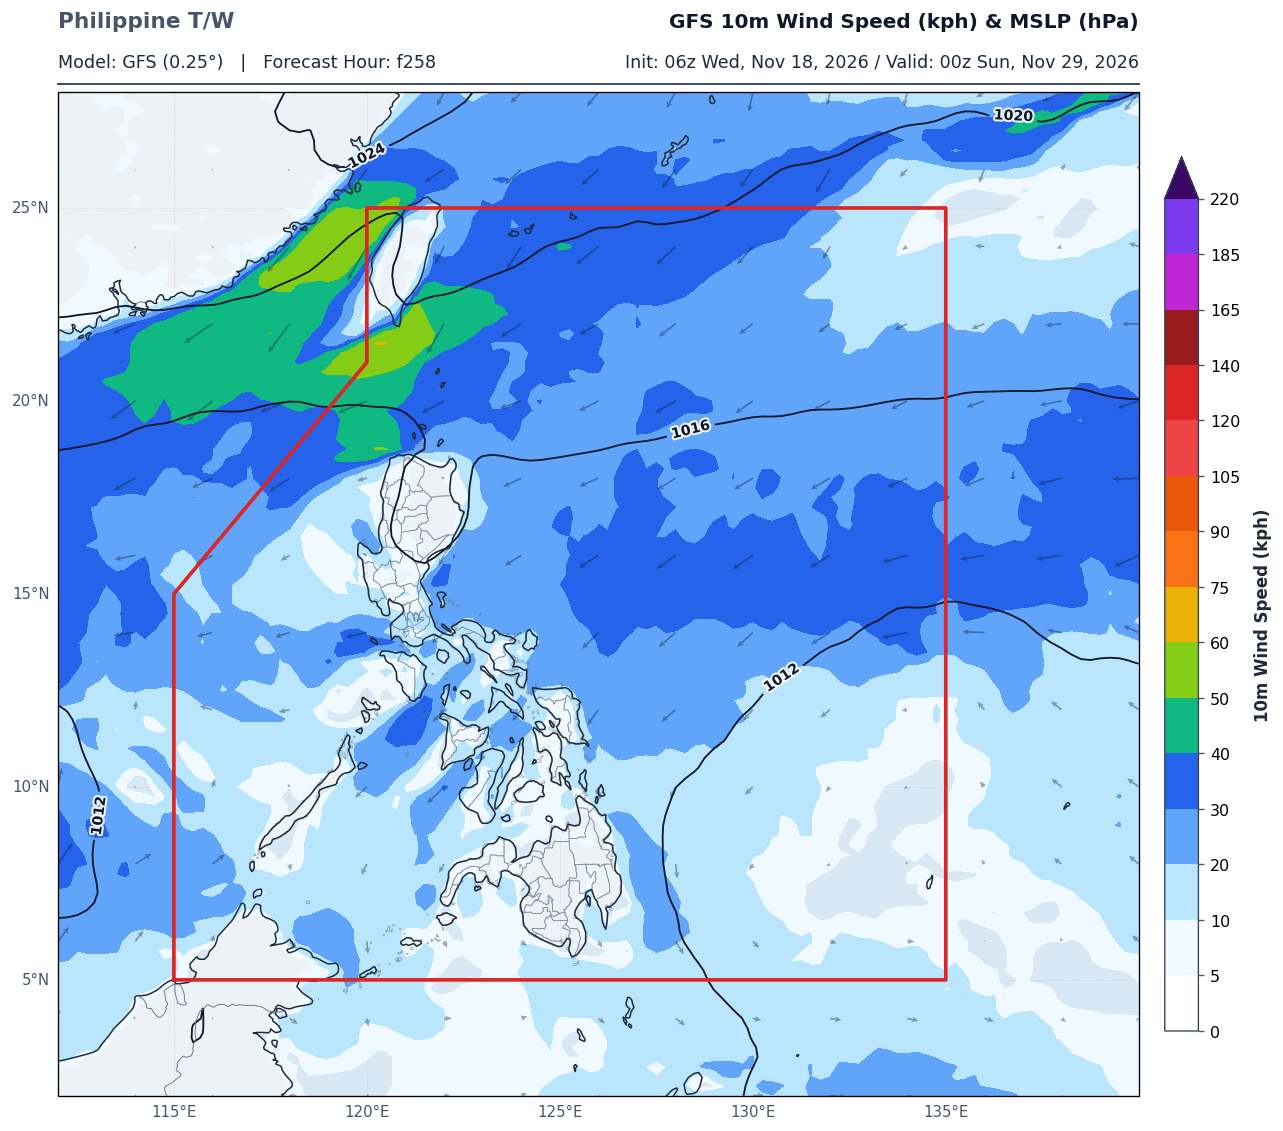 Philippine T/W
GFS 10m Wind Speed (kph) & MSLP (hPa)
Model: GFS (0.25°)   |   Forecast Hour: f258
Init: 06z Wed, Nov 18, 2026 / Valid: 00z Sun, Nov 29, 2026
1020
1024
1016
1012
1012
25°N
20°N
15°N
10°N
5°N
115°E
120°E
125°E
130°E
135°E
220
185
165
140
120
105
90
75
60
50
40
30
20
10
5
0
10m Wind Speed (kph)